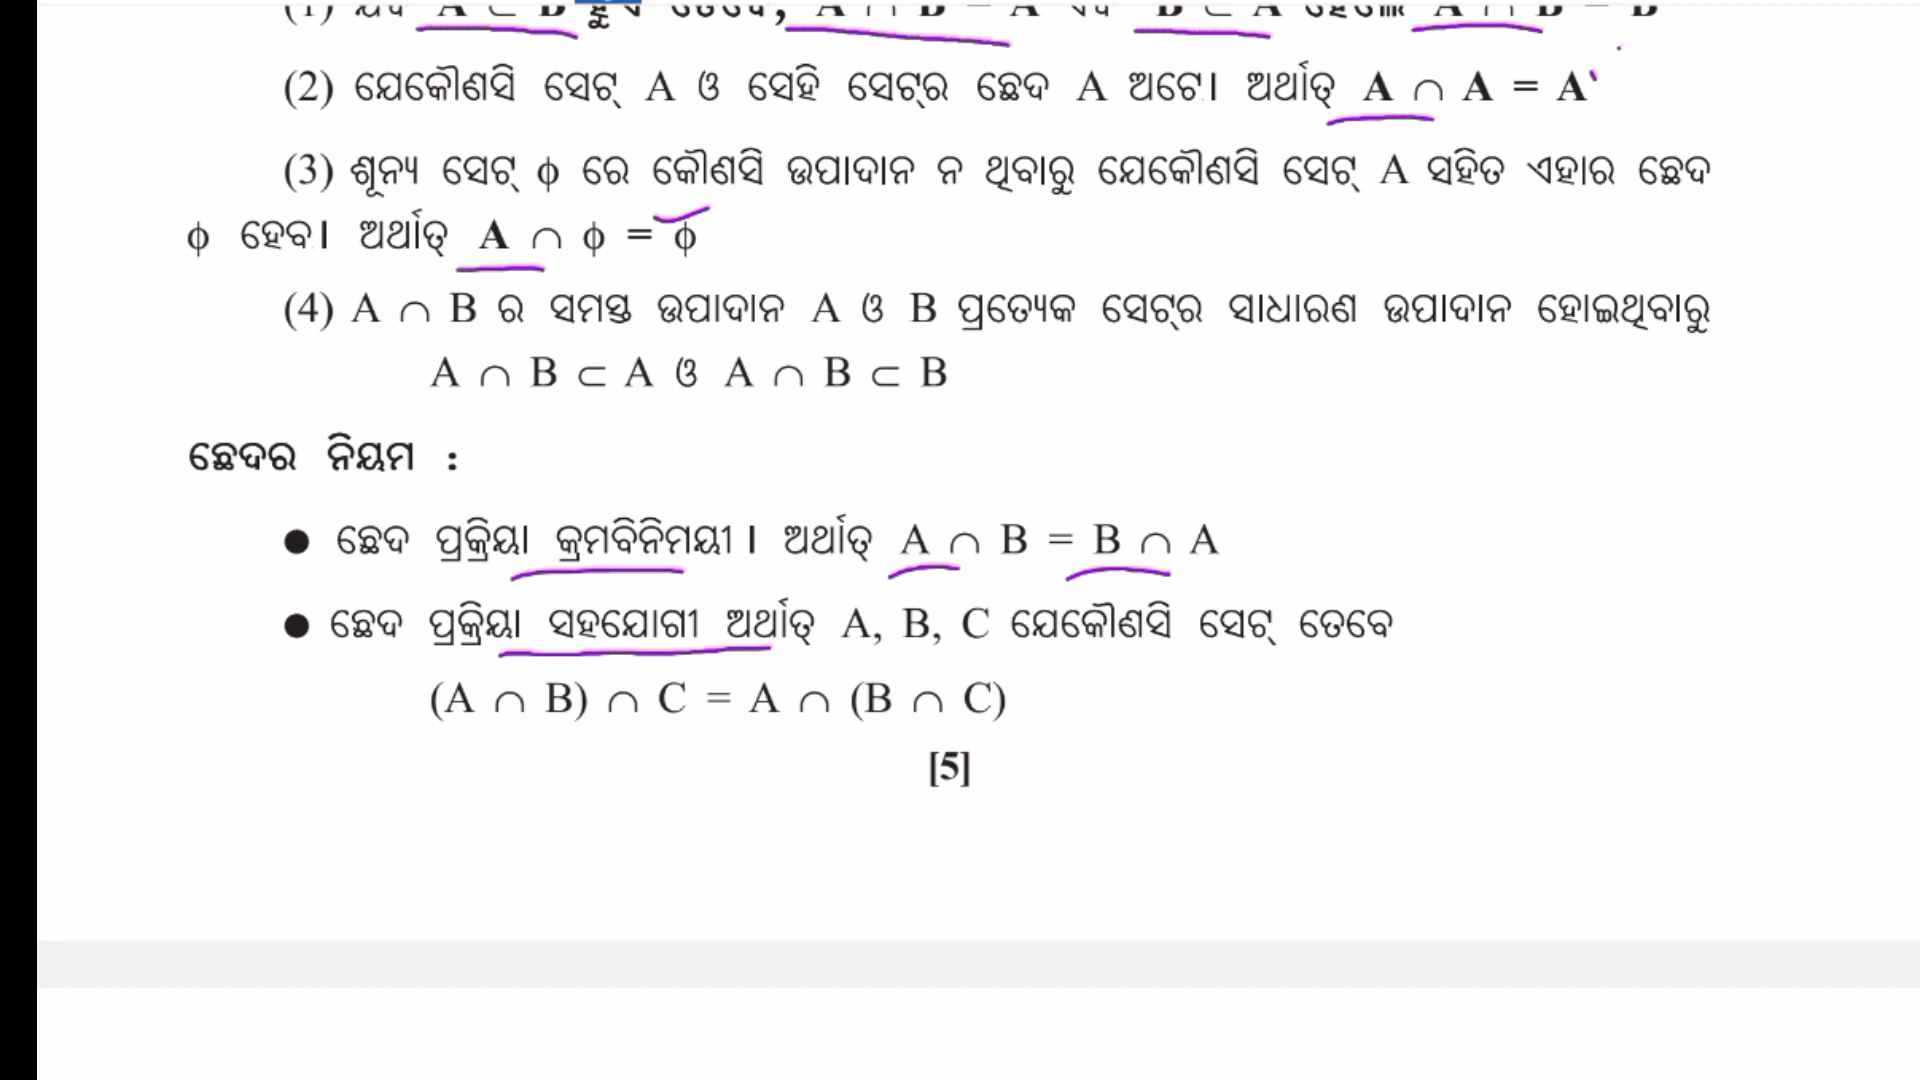 (2) ଯେକୌଣସି ସେଟ୍ A ଓ ସେହି ସେଟ୍‌ର ଛେଦ A ଅଟେ। ଅର୍ଥାତ୍ A ∩ A = A
(3) ଶୂନ୍ୟ ସେଟ୍ ϕ ରେ କୌଣସି ଉପାଦାନ ନ ଥିବାରୁ ଯେକୌଣସି ସେଟ୍ A ସହିତ ଏହାର ଛେଦ
ϕ ହେବ। ଅର୍ଥାତ୍ A ∩ ϕ = ϕ
(4) A ∩ B ର ସମସ୍ତ ଉପାଦାନ A ଓ B ପ୍ରତ୍ୟେକ ସେଟ୍‌ର ସାଧାରଣ ଉପାଦାନ ହୋଇଥିବାରୁ
A ∩ B ⊂ A ଓ A ∩ B ⊂ B
ଛେଦର ନିୟମ :
● ଛେଦ ପ୍ରକ୍ରିୟା କ୍ରମବିନିମୟୀ। ଅର୍ଥାତ୍ A ∩ B = B ∩ A
● ଛେଦ ପ୍ରକ୍ରିୟା ସହଯୋଗୀ ଅର୍ଥାତ୍ A, B, C ଯେକୌଣସି ସେଟ୍ ତେବେ
(A ∩ B) ∩ C = A ∩ (B ∩ C)
[5]